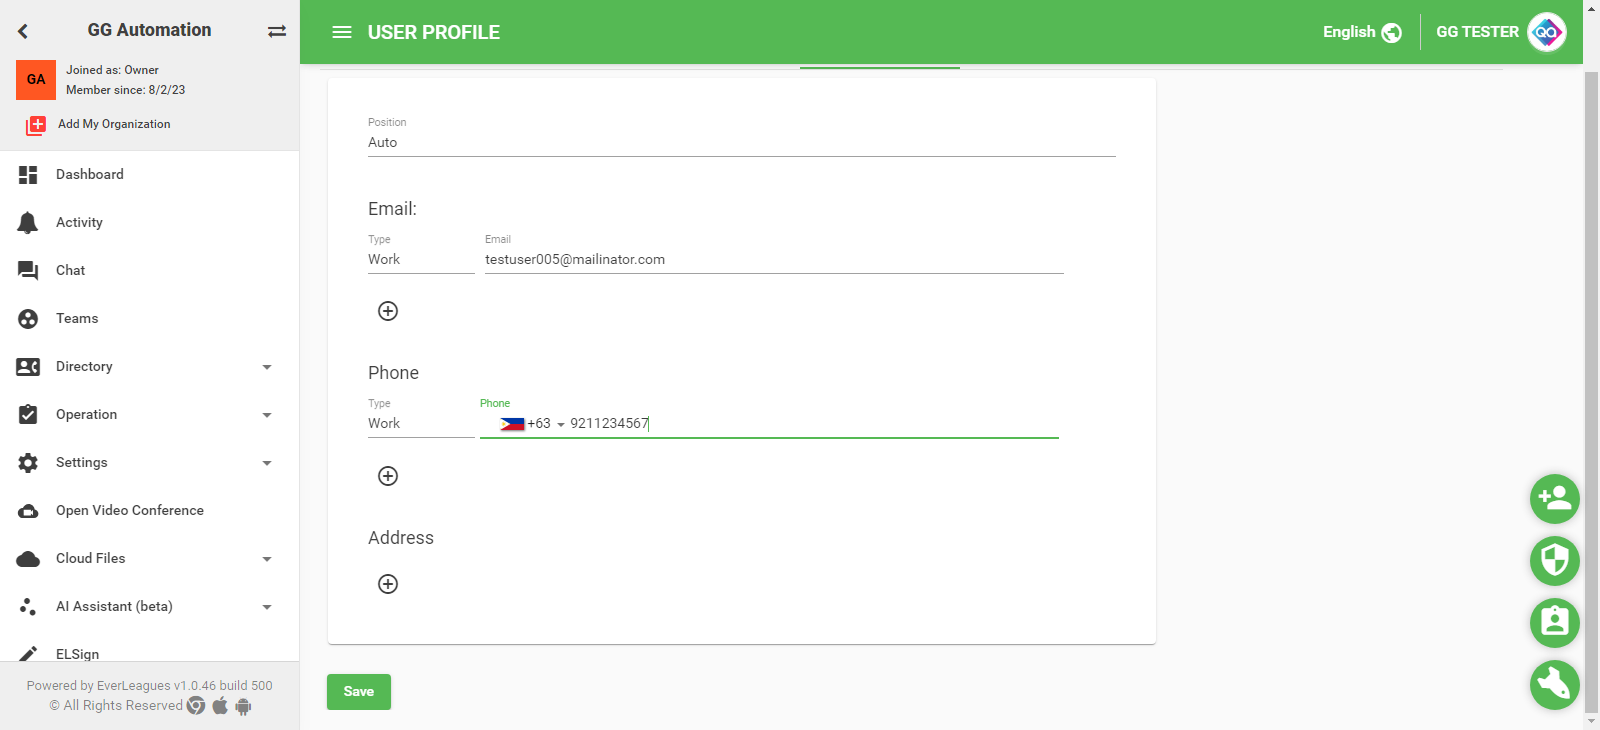 GG Automation
GA
Joined as: Owner
Member since: 8/2/23
Add My Organization
Dashboard
Activity
Chat
Teams
Directory
Operation
Settings
Open Video Conference
Cloud Files
AI Assistant (beta)
ELSign
Powered by EverLeagues v1.0.46 build 500
© All Rights Reserved
USER PROFILE
English
GG TESTER
QA
Position
Auto
Email:
Type
Email
Work
testuser005@mailinator.com
Phone
Type
Phone
Work
+63 9211234567
Address
Save